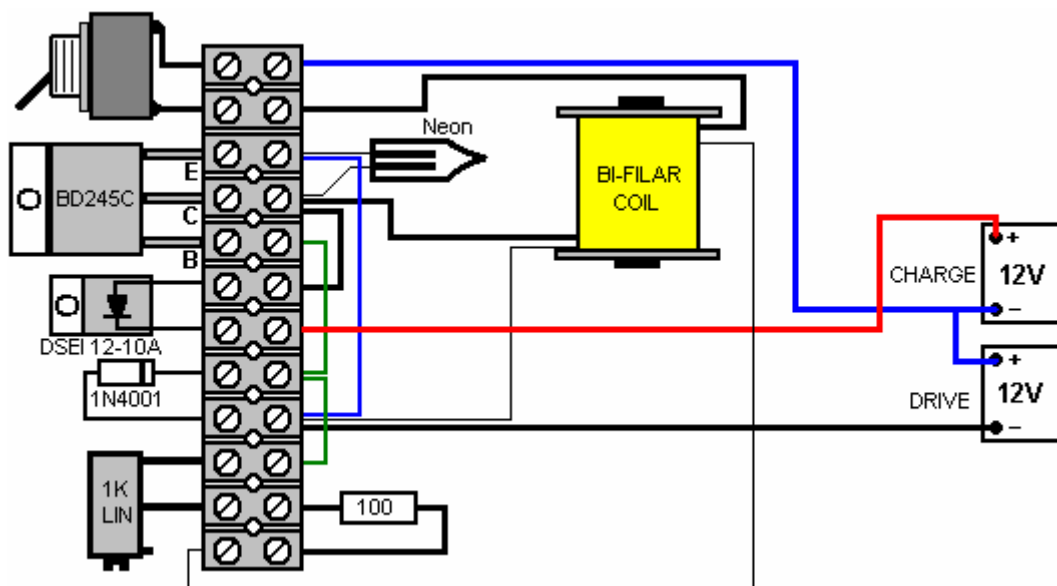 Neon
BD245C
E
C
B
BI-FILAR
COIL
CHARGE
+
12V
–
DSEI 12-10A
1N4001
DRIVE
+
12V
–
1K
LIN
100